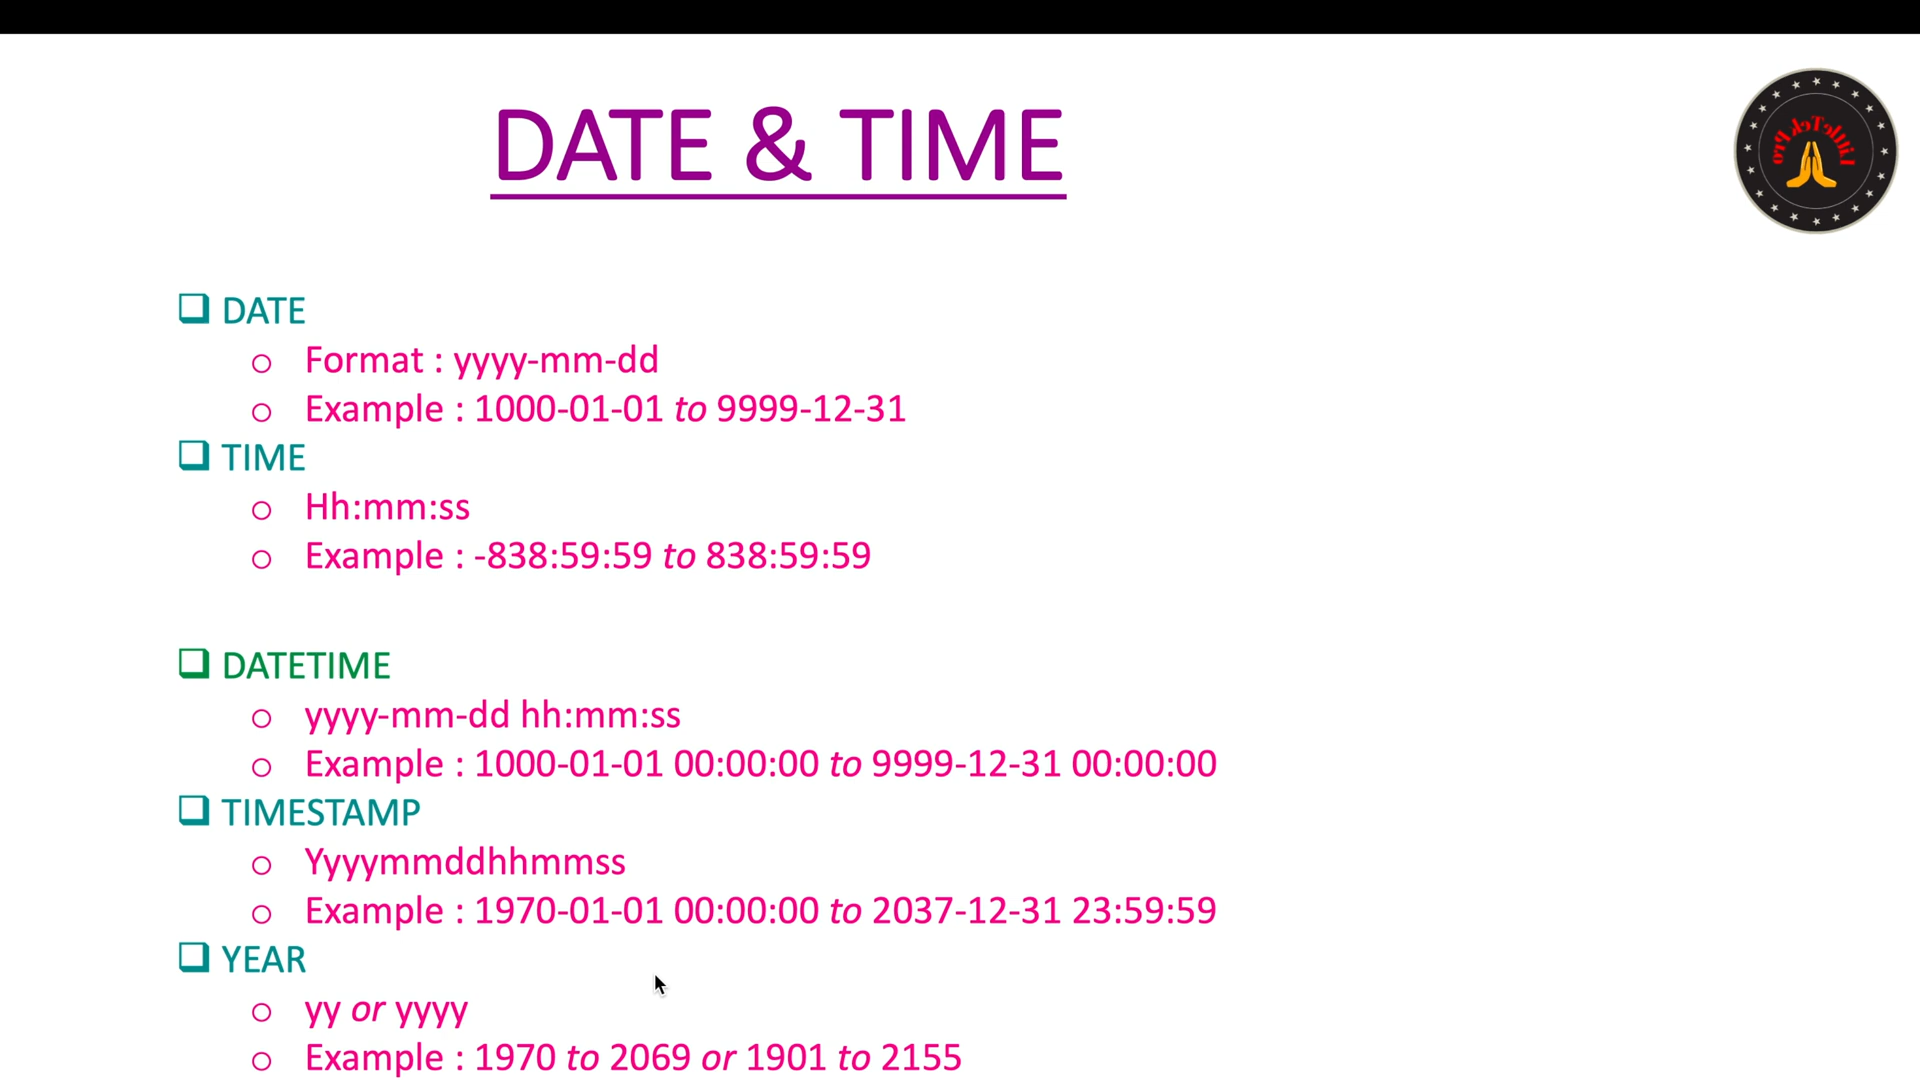 DATE & TIME
LittleTek Pro
DATE
Format : yyyy-mm-dd
Example : 1000-01-01 to 9999-12-31
TIME
Hh:mm:ss
Example : -838:59:59 to 838:59:59
DATETIME
yyyy-mm-dd hh:mm:ss
Example : 1000-01-01 00:00:00 to 9999-12-31 00:00:00
TIMESTAMP
Yyyymmddhhmmss
Example : 1970-01-01 00:00:00 to 2037-12-31 23:59:59
YEAR
yy or yyyy
Example : 1970 to 2069 or 1901 to 2155